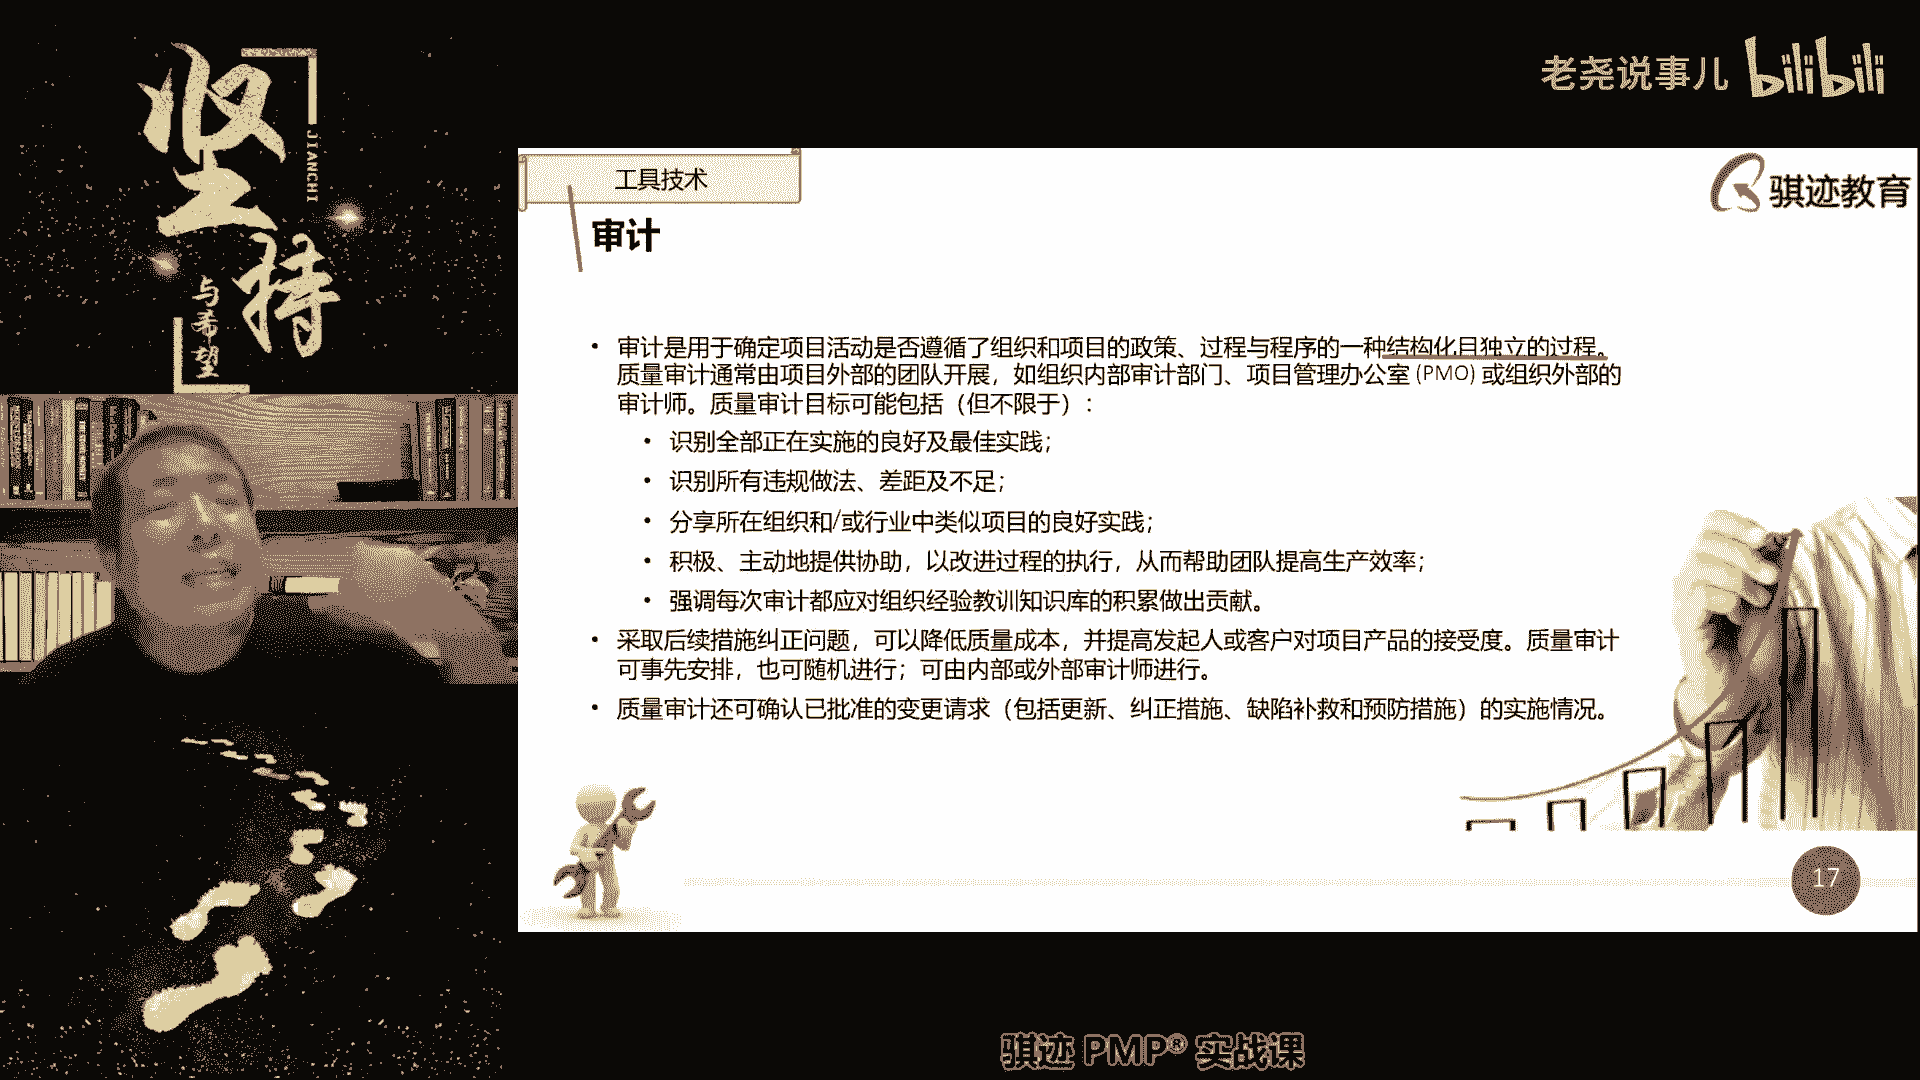 坚持
JIANCHI
与希望
老尧说事儿 bilibili
工具技术
骐迹教育
审计
• 审计是用于确定项目活动是否遵循了组织和项目的政策、过程与程序的一种结构化且独立的过程。
质量审计通常由项目外部的团队开展，如组织内部审计部门、项目管理办公室 (PMO) 或组织外部的
审计师。质量审计目标可能包括（但不限于）：
• 识别全部正在实施的良好及最佳实践；
• 识别所有违规做法、差距及不足；
• 分享所在组织和/或行业中类似项目的良好实践；
• 积极、主动地提供协助，以改进过程的执行，从而帮助团队提高生产效率；
• 强调每次审计都应对组织经验教训知识库的积累做出贡献。
• 采取后续措施纠正问题，可以降低质量成本，并提高发起人或客户对项目产品的接受度。质量审计
可事先安排，也可随机进行；可由内部或外部审计师进行。
• 质量审计还可确认已批准的变更请求（包括更新、纠正措施、缺陷补救和预防措施）的实施情况。
17
骐迹 PMP® 实战课